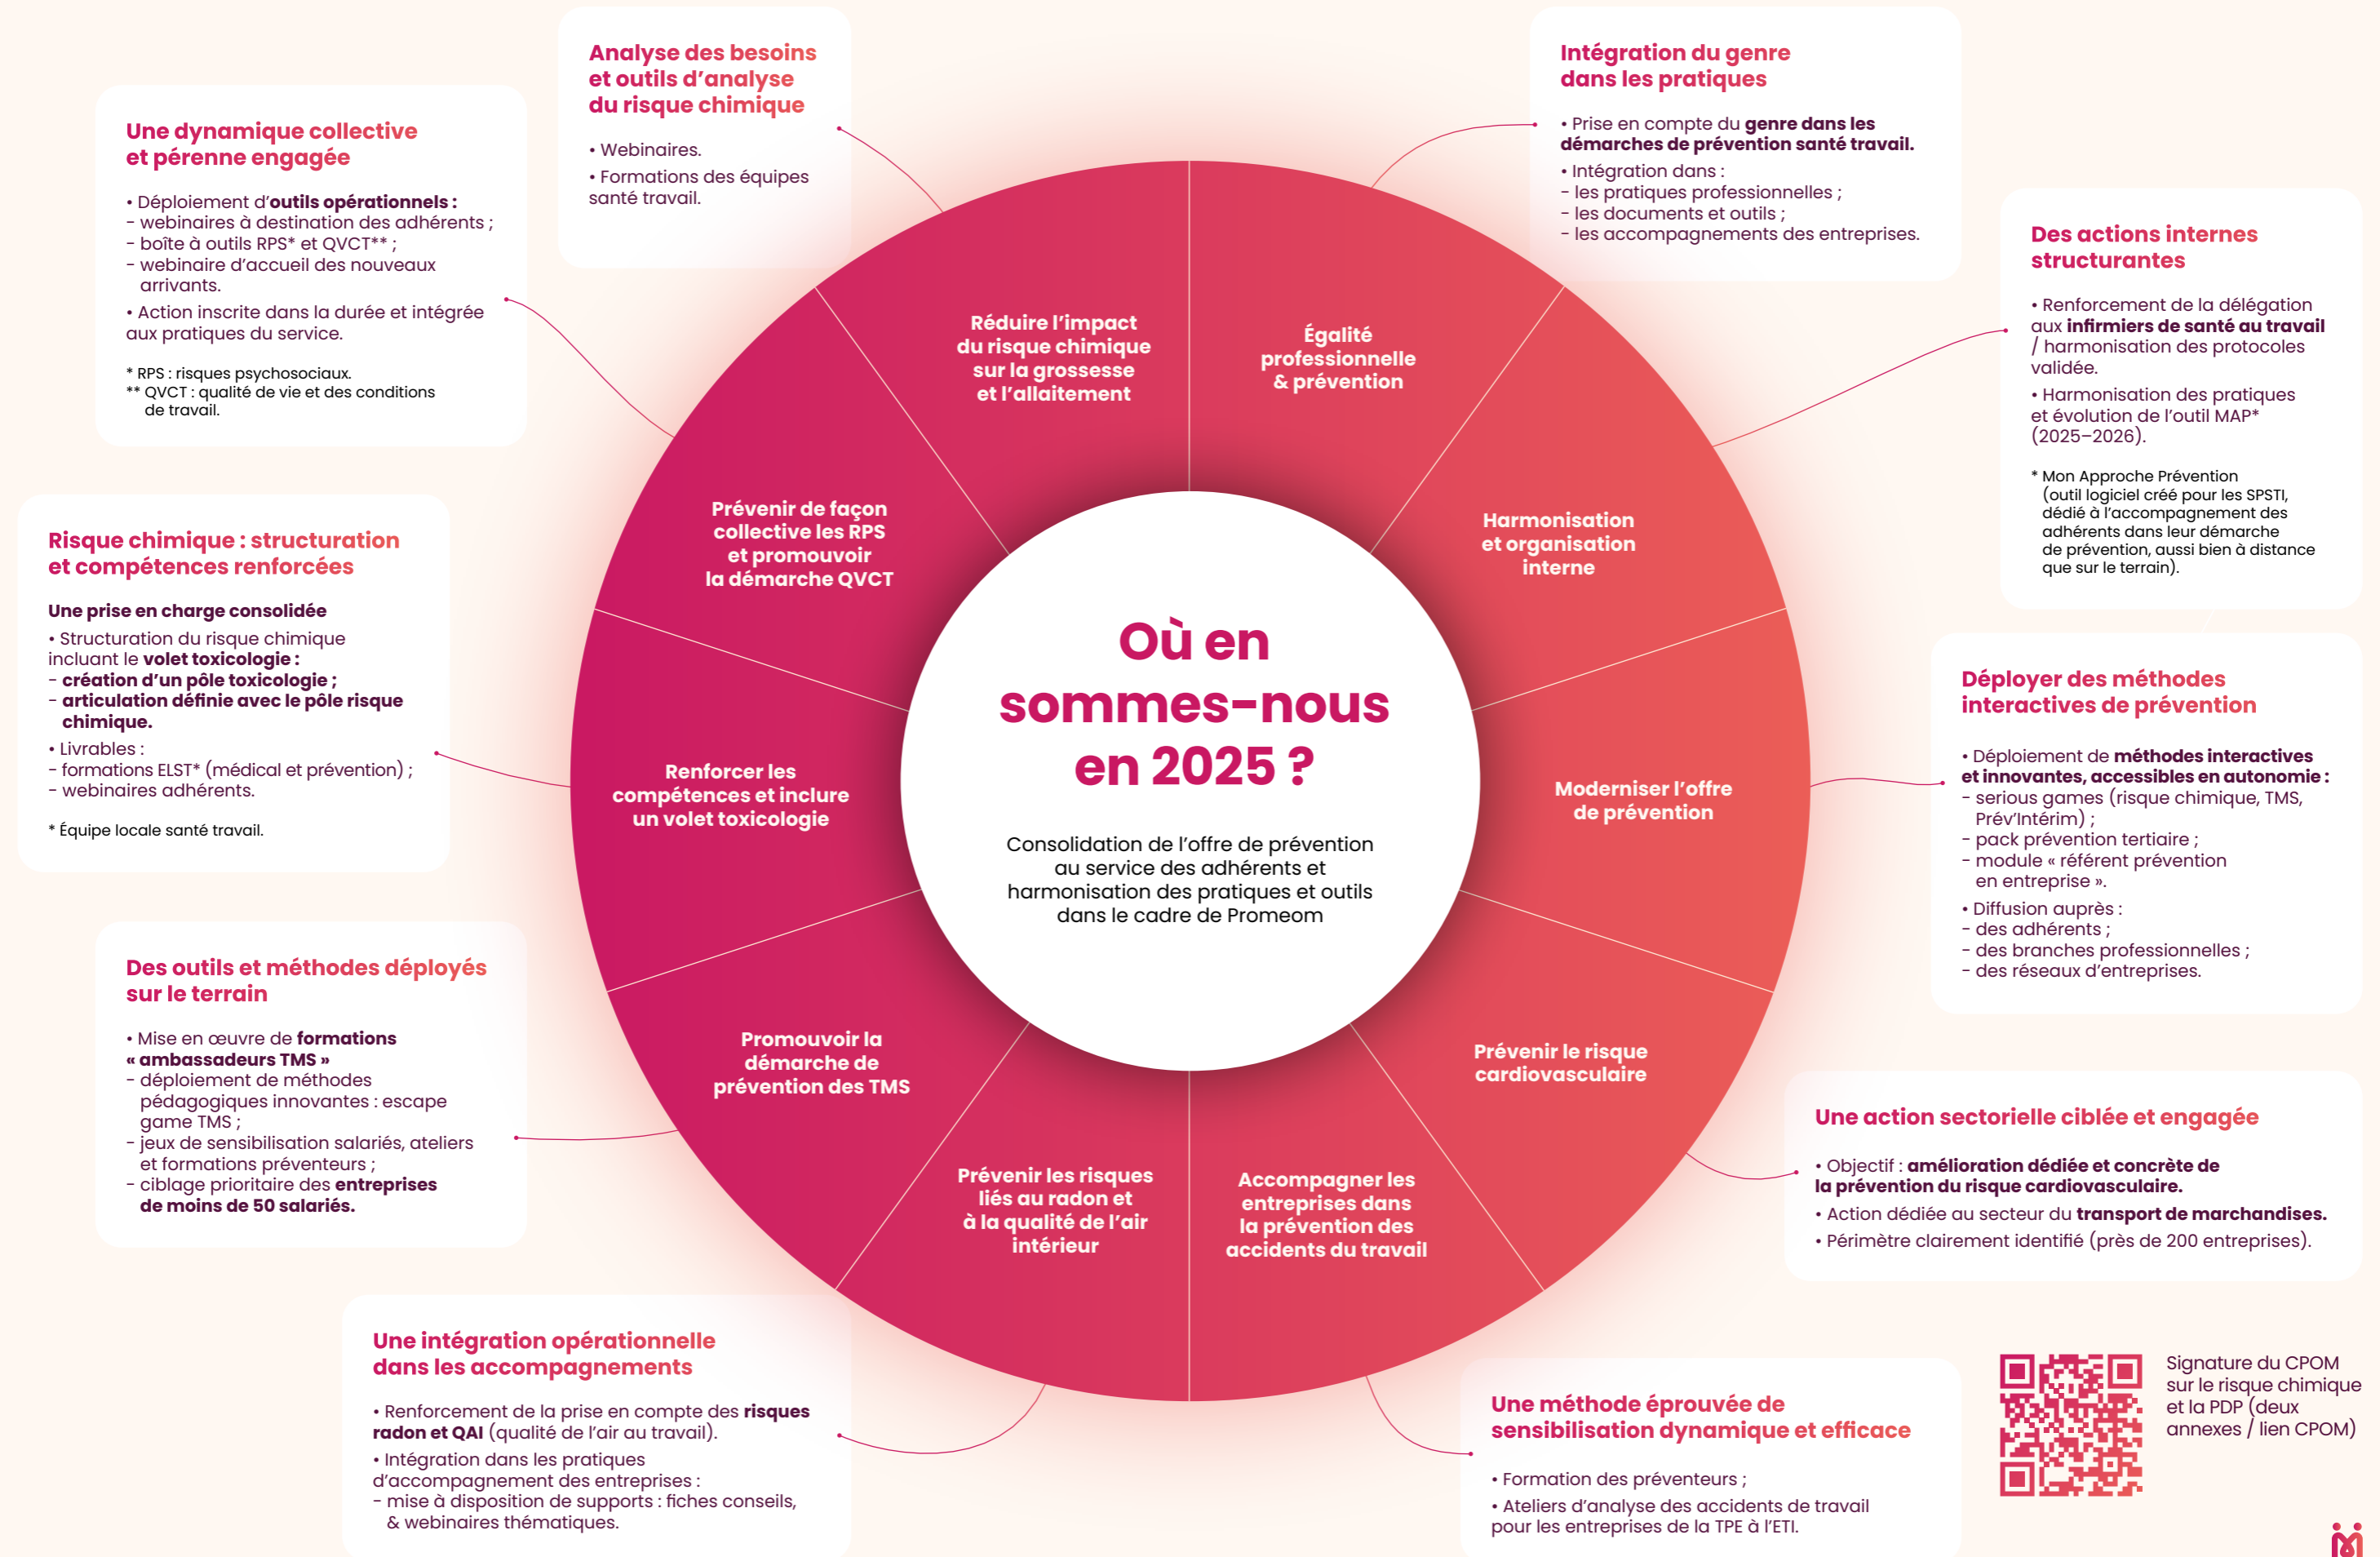 Analyse des besoins
et outils d'analyse
du risque chimique
• Webinaires.
• Formations des équipes
santé travail.
Intégration du genre
dans les pratiques
• Prise en compte du genre dans les
démarches de prévention santé travail.
• Intégration dans :
- les pratiques professionnelles ;
- les documents et outils ;
- les accompagnements des entreprises.
Une dynamique collective
et pérenne engagée
• Déploiement d'outils opérationnels :
- webinaires à destination des adhérents ;
- boîte à outils RPS* et QVCT** ;
- webinaire d'accueil des nouveaux
arrivants.
• Action inscrite dans la durée et intégrée
aux pratiques du service.
* RPS : risques psychosociaux.
** QVCT : qualité de vie et des conditions
de travail.
Des actions internes
structurantes
• Renforcement de la délégation
aux infirmiers de santé au travail
/ harmonisation des protocoles
validée.
• Harmonisation des pratiques
et évolution de l'outil MAP*
(2025–2026).
* Mon Approche Prévention
(outil logiciel créé pour les SPSTI,
dédié à l'accompagnement des
adhérents dans leur démarche
de prévention, aussi bien à distance
que sur le terrain).
Réduire l'impact
du risque chimique
sur la grossesse
et l'allaitement
Égalité
professionnelle
& prévention
Prévenir de façon
collective les RPS
et promouvoir
la démarche QVCT
Harmonisation
et organisation
interne
Risque chimique : structuration
et compétences renforcées
Une prise en charge consolidée
• Structuration du risque chimique
incluant le volet toxicologie :
- création d'un pôle toxicologie ;
- articulation définie avec le pôle risque
chimique.
• Livrables :
- formations ELST* (médical et prévention) ;
- webinaires adhérents.
* Équipe locale santé travail.
Où en
sommes-nous
en 2025 ?
Consolidation de l'offre de prévention
au service des adhérents et
harmonisation des pratiques et outils
dans le cadre de Promeom
Renforcer les
compétences et inclure
un volet toxicologie
Moderniser l'offre
de prévention
Déployer des méthodes
interactives de prévention
• Déploiement de méthodes interactives
et innovantes, accessibles en autonomie :
- serious games (risque chimique, TMS,
Prév'Intérim) ;
- pack prévention tertiaire ;
- module « référent prévention
en entreprise ».
• Diffusion auprès :
- des adhérents ;
- des branches professionnelles ;
- des réseaux d'entreprises.
Des outils et méthodes déployés
sur le terrain
• Mise en œuvre de formations
« ambassadeurs TMS »
- déploiement de méthodes
pédagogiques innovantes : escape
game TMS ;
- jeux de sensibilisation salariés, ateliers
et formations préventeurs ;
- ciblage prioritaire des entreprises
de moins de 50 salariés.
Promouvoir la
démarche de
prévention des TMS
Prévenir le risque
cardiovasculaire
Prévenir les risques
liés au radon et
à la qualité de l'air
intérieur
Accompagner les
entreprises dans
la prévention des
accidents du travail
Une action sectorielle ciblée et engagée
• Objectif : amélioration dédiée et concrète de
la prévention du risque cardiovasculaire.
• Action dédiée au secteur du transport de marchandises.
• Périmètre clairement identifié (près de 200 entreprises).
Une intégration opérationnelle
dans les accompagnements
• Renforcement de la prise en compte des risques
radon et QAI (qualité de l'air au travail).
• Intégration dans les pratiques
d'accompagnement des entreprises :
- mise à disposition de supports : fiches conseils,
& webinaires thématiques.
Une méthode éprouvée de
sensibilisation dynamique et efficace
• Formation des préventeurs ;
• Ateliers d'analyse des accidents de travail
pour les entreprises de la TPE à l'ETI.
Signature du CPOM
sur le risque chimique
et la PDP (deux
annexes / lien CPOM)